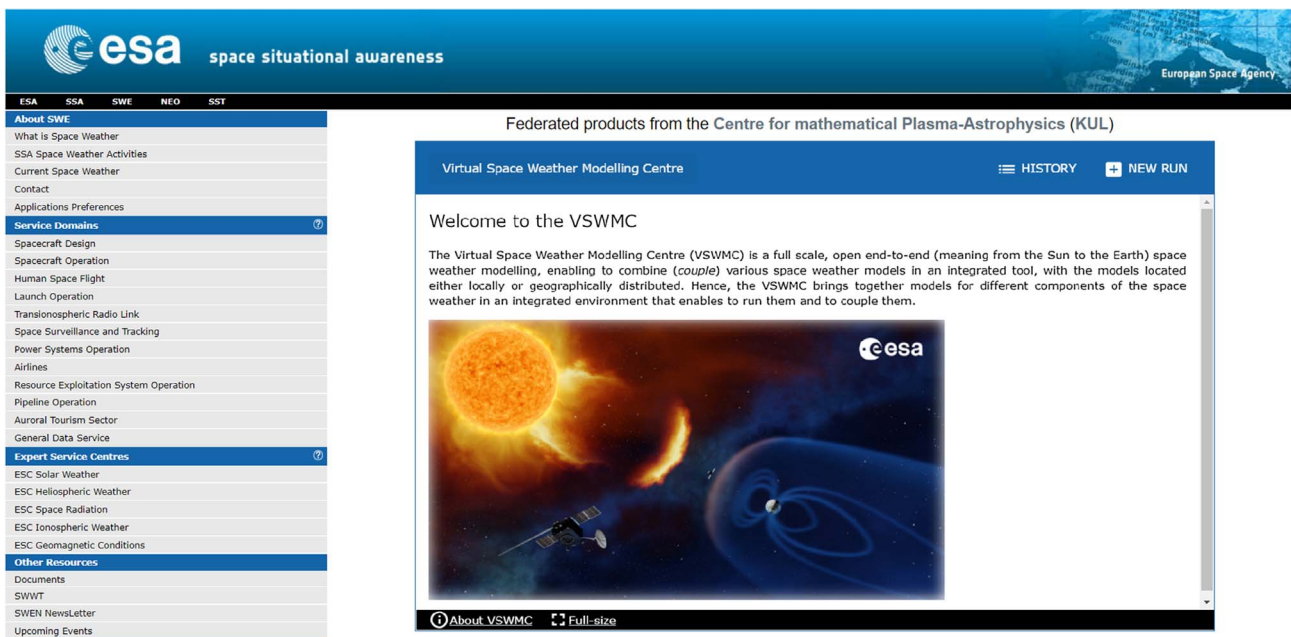 esa space situational awareness
European Space Agency
ESA SSA SWE NEO SST
About SWE
What is Space Weather
SSA Space Weather Activities
Current Space Weather
Contact
Applications Preferences
Service Domains ?
Spacecraft Design
Spacecraft Operation
Human Space Flight
Launch Operation
Transionospheric Radio Link
Space Surveillance and Tracking
Power Systems Operation
Airlines
Resource Exploitation System Operation
Pipeline Operation
Auroral Tourism Sector
General Data Service
Expert Service Centres ?
ESC Solar Weather
ESC Heliospheric Weather
ESC Space Radiation
ESC Ionospheric Weather
ESC Geomagnetic Conditions
Other Resources
Documents
SWWT
SWEN NewsLetter
Upcoming Events
Federated products from the Centre for mathematical Plasma-Astrophysics (KUL)
Virtual Space Weather Modelling Centre HISTORY NEW RUN
Welcome to the VSWMC
The Virtual Space Weather Modelling Centre (VSWMC) is a full scale, open end-to-end (meaning from the Sun to the Earth) space
weather modelling, enabling to combine (couple) various space weather models in an integrated tool, with the models located
either locally or geographically distributed. Hence, the VSWMC brings together models for different components of the space
weather in an integrated environment that enables to run them and to couple them.
esa
About VSWMC Full-size